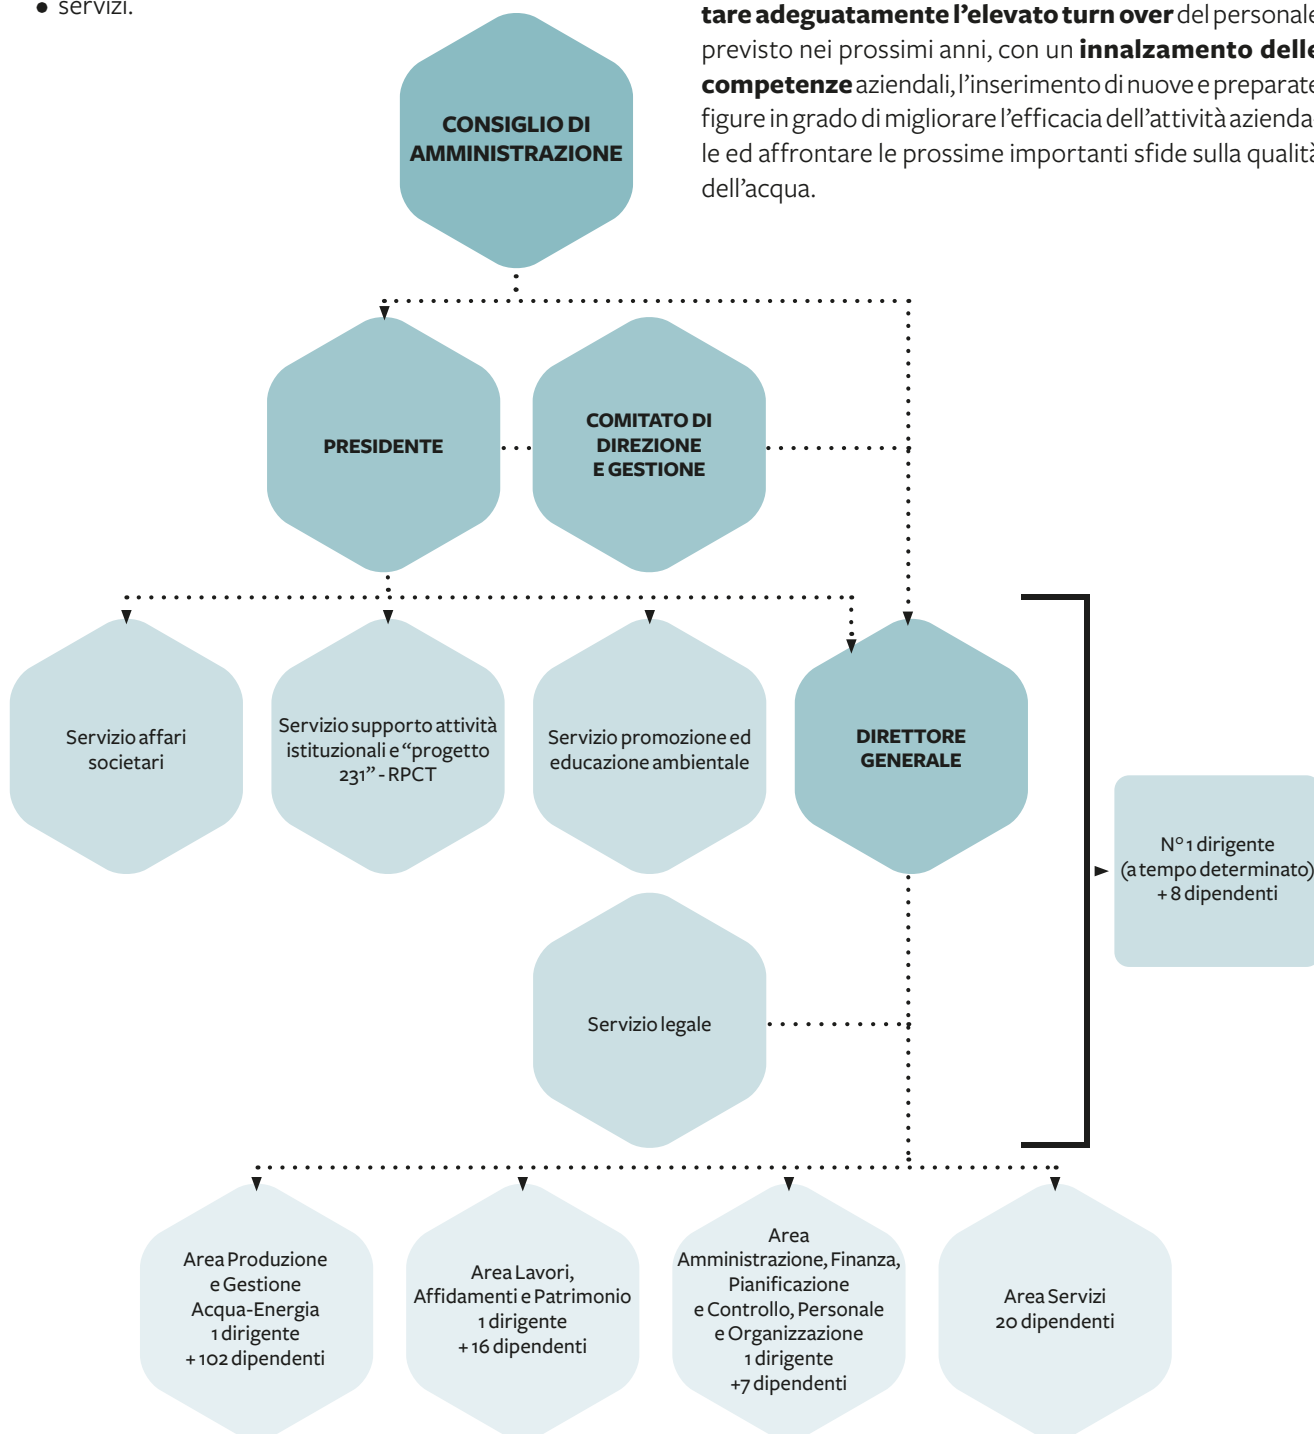 servizi.
tare adeguatamente l’elevato turn over del personale
previsto nei prossimi anni, con un innalzamento delle
competenze aziendali, l’inserimento di nuove e preparate
figure in grado di migliorare l’efficacia dell’attività azienda-
le ed affrontare le prossime importanti sfide sulla qualità
dell’acqua.
CONSIGLIO DI
AMMINISTRAZIONE
PRESIDENTE
COMITATO DI
DIREZIONE
E GESTIONE
Servizio affari
societari
Servizio supporto attività
istituzionali e “progetto
231” - RPCT
Servizio promozione ed
educazione ambientale
DIRETTORE
GENERALE
N° 1 dirigente
(a tempo determinato)
+ 8 dipendenti
Servizio legale
Area Produzione
e Gestione
Acqua-Energia
1 dirigente
+ 102 dipendenti
Area Lavori,
Affidamenti e Patrimonio
1 dirigente
+ 16 dipendenti
Area
Amministrazione, Finanza,
Pianificazione
e Controllo, Personale
e Organizzazione
1 dirigente
+7 dipendenti
Area Servizi
20 dipendenti